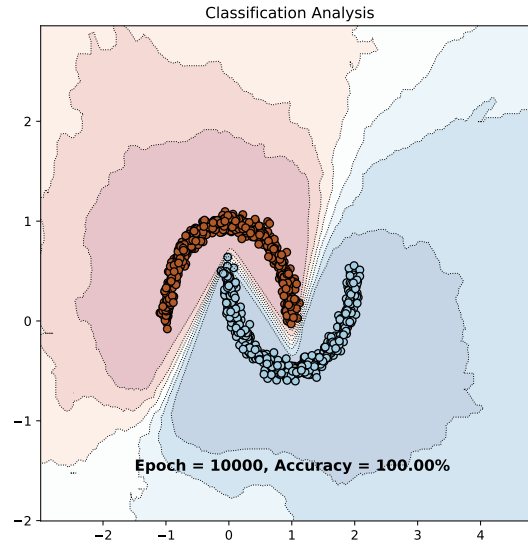 Classification Analysis
2
1
0
−1
Epoch = 10000, Accuracy = 100.00%
−2
−2 −1 0 1 2 3 4